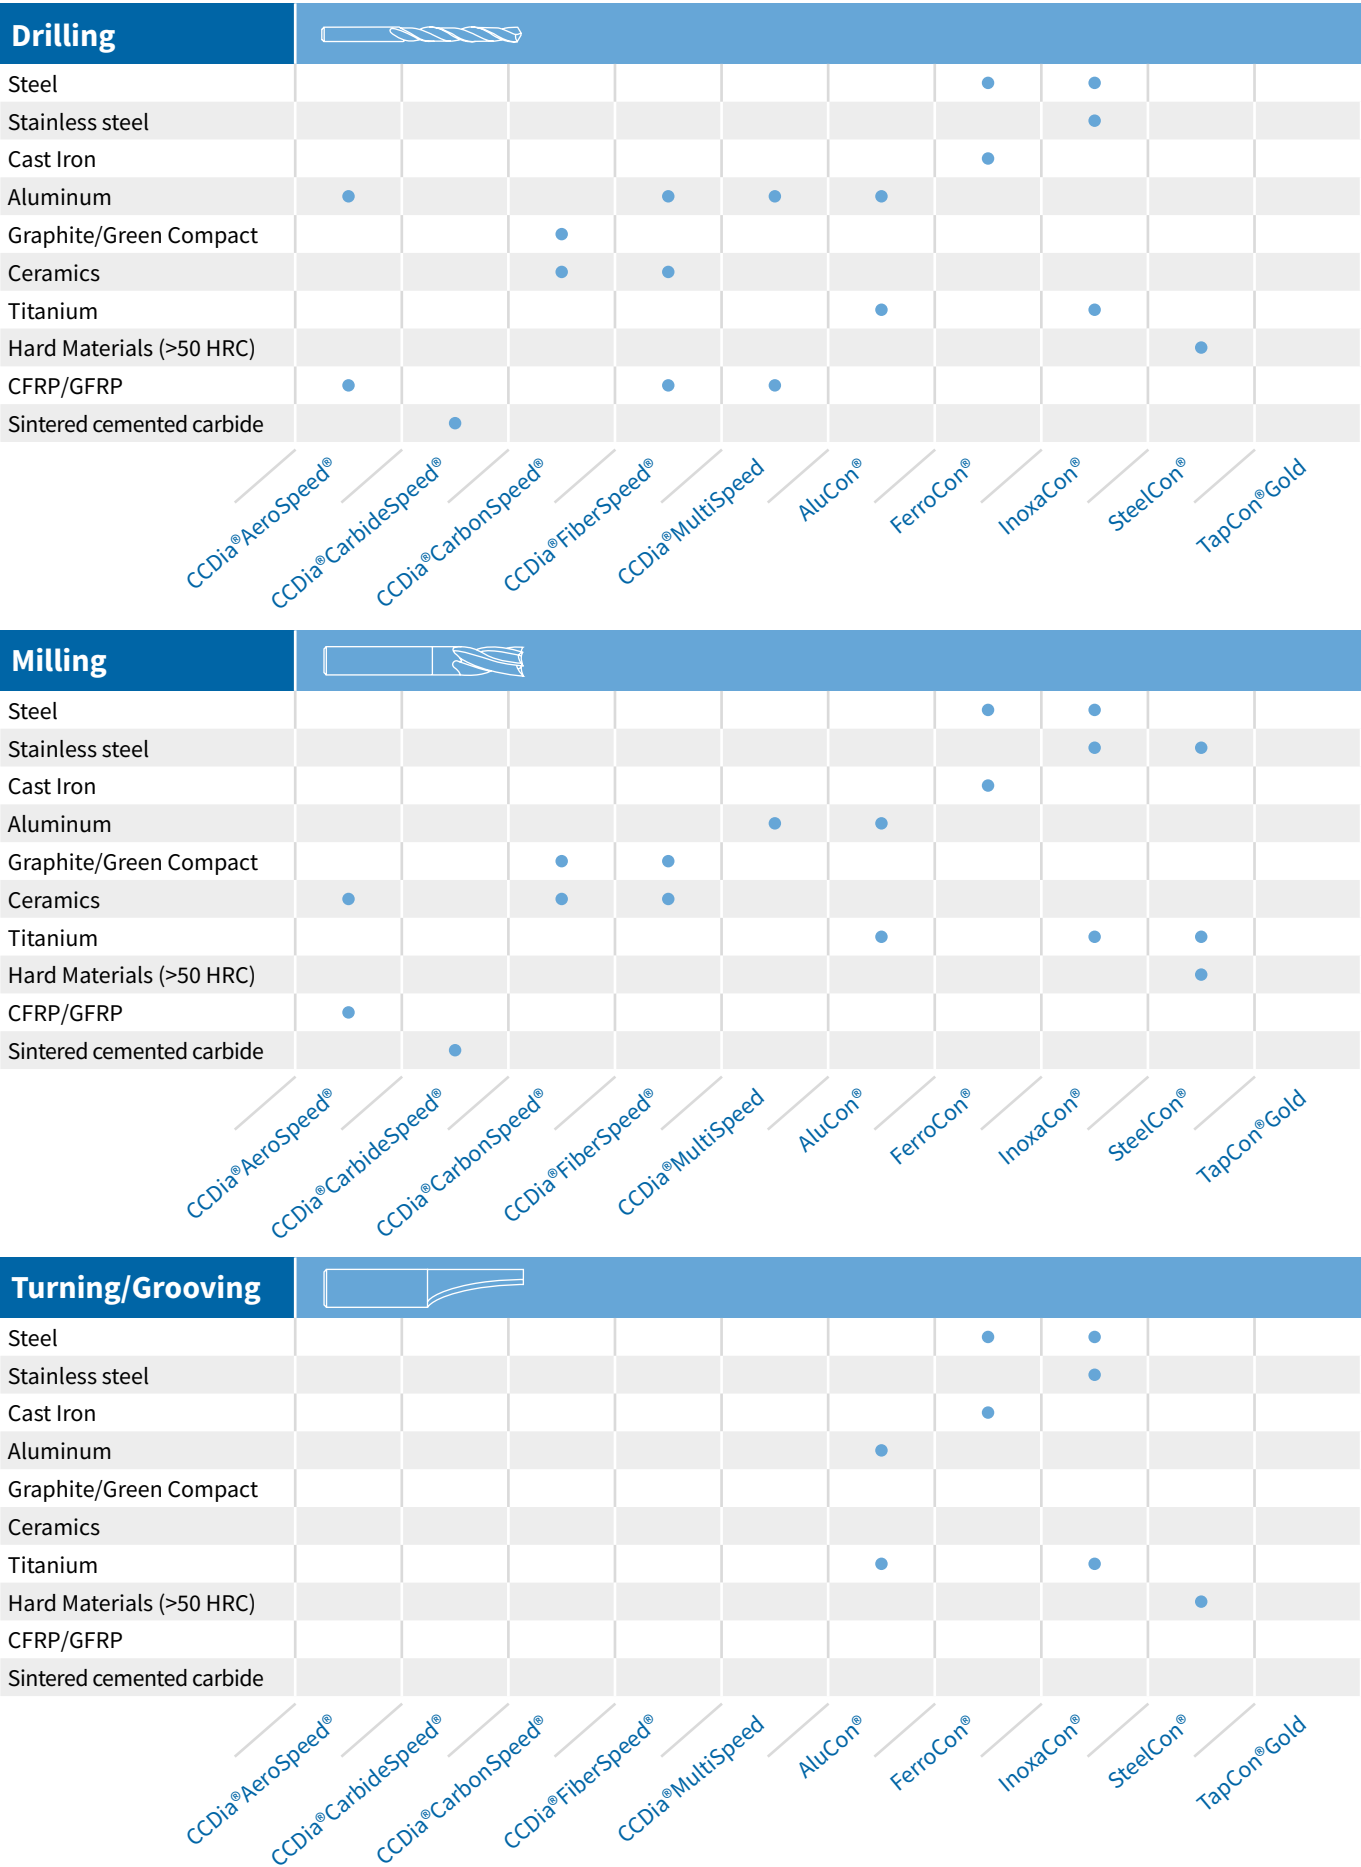 Drilling
Steel
Stainless steel
Cast Iron
Aluminum
Graphite/Green Compact
Ceramics
Titanium
Hard Materials (>50 HRC)
CFRP/GFRP
Sintered cemented carbide
CCDia®AeroSpeed®
CCDia®CarbideSpeed®
CCDia®CarbonSpeed®
CCDia®FiberSpeed®
CCDia®MultiSpeed
AluCon®
FerroCon®
InoxaCon®
SteelCon®
TapCon®Gold
Milling
Steel
Stainless steel
Cast Iron
Aluminum
Graphite/Green Compact
Ceramics
Titanium
Hard Materials (>50 HRC)
CFRP/GFRP
Sintered cemented carbide
CCDia®AeroSpeed®
CCDia®CarbideSpeed®
CCDia®CarbonSpeed®
CCDia®FiberSpeed®
CCDia®MultiSpeed
AluCon®
FerroCon®
InoxaCon®
SteelCon®
TapCon®Gold
Turning/Grooving
Steel
Stainless steel
Cast Iron
Aluminum
Graphite/Green Compact
Ceramics
Titanium
Hard Materials (>50 HRC)
CFRP/GFRP
Sintered cemented carbide
CCDia®AeroSpeed®
CCDia®CarbideSpeed®
CCDia®CarbonSpeed®
CCDia®FiberSpeed®
CCDia®MultiSpeed
AluCon®
FerroCon®
InoxaCon®
SteelCon®
TapCon®Gold